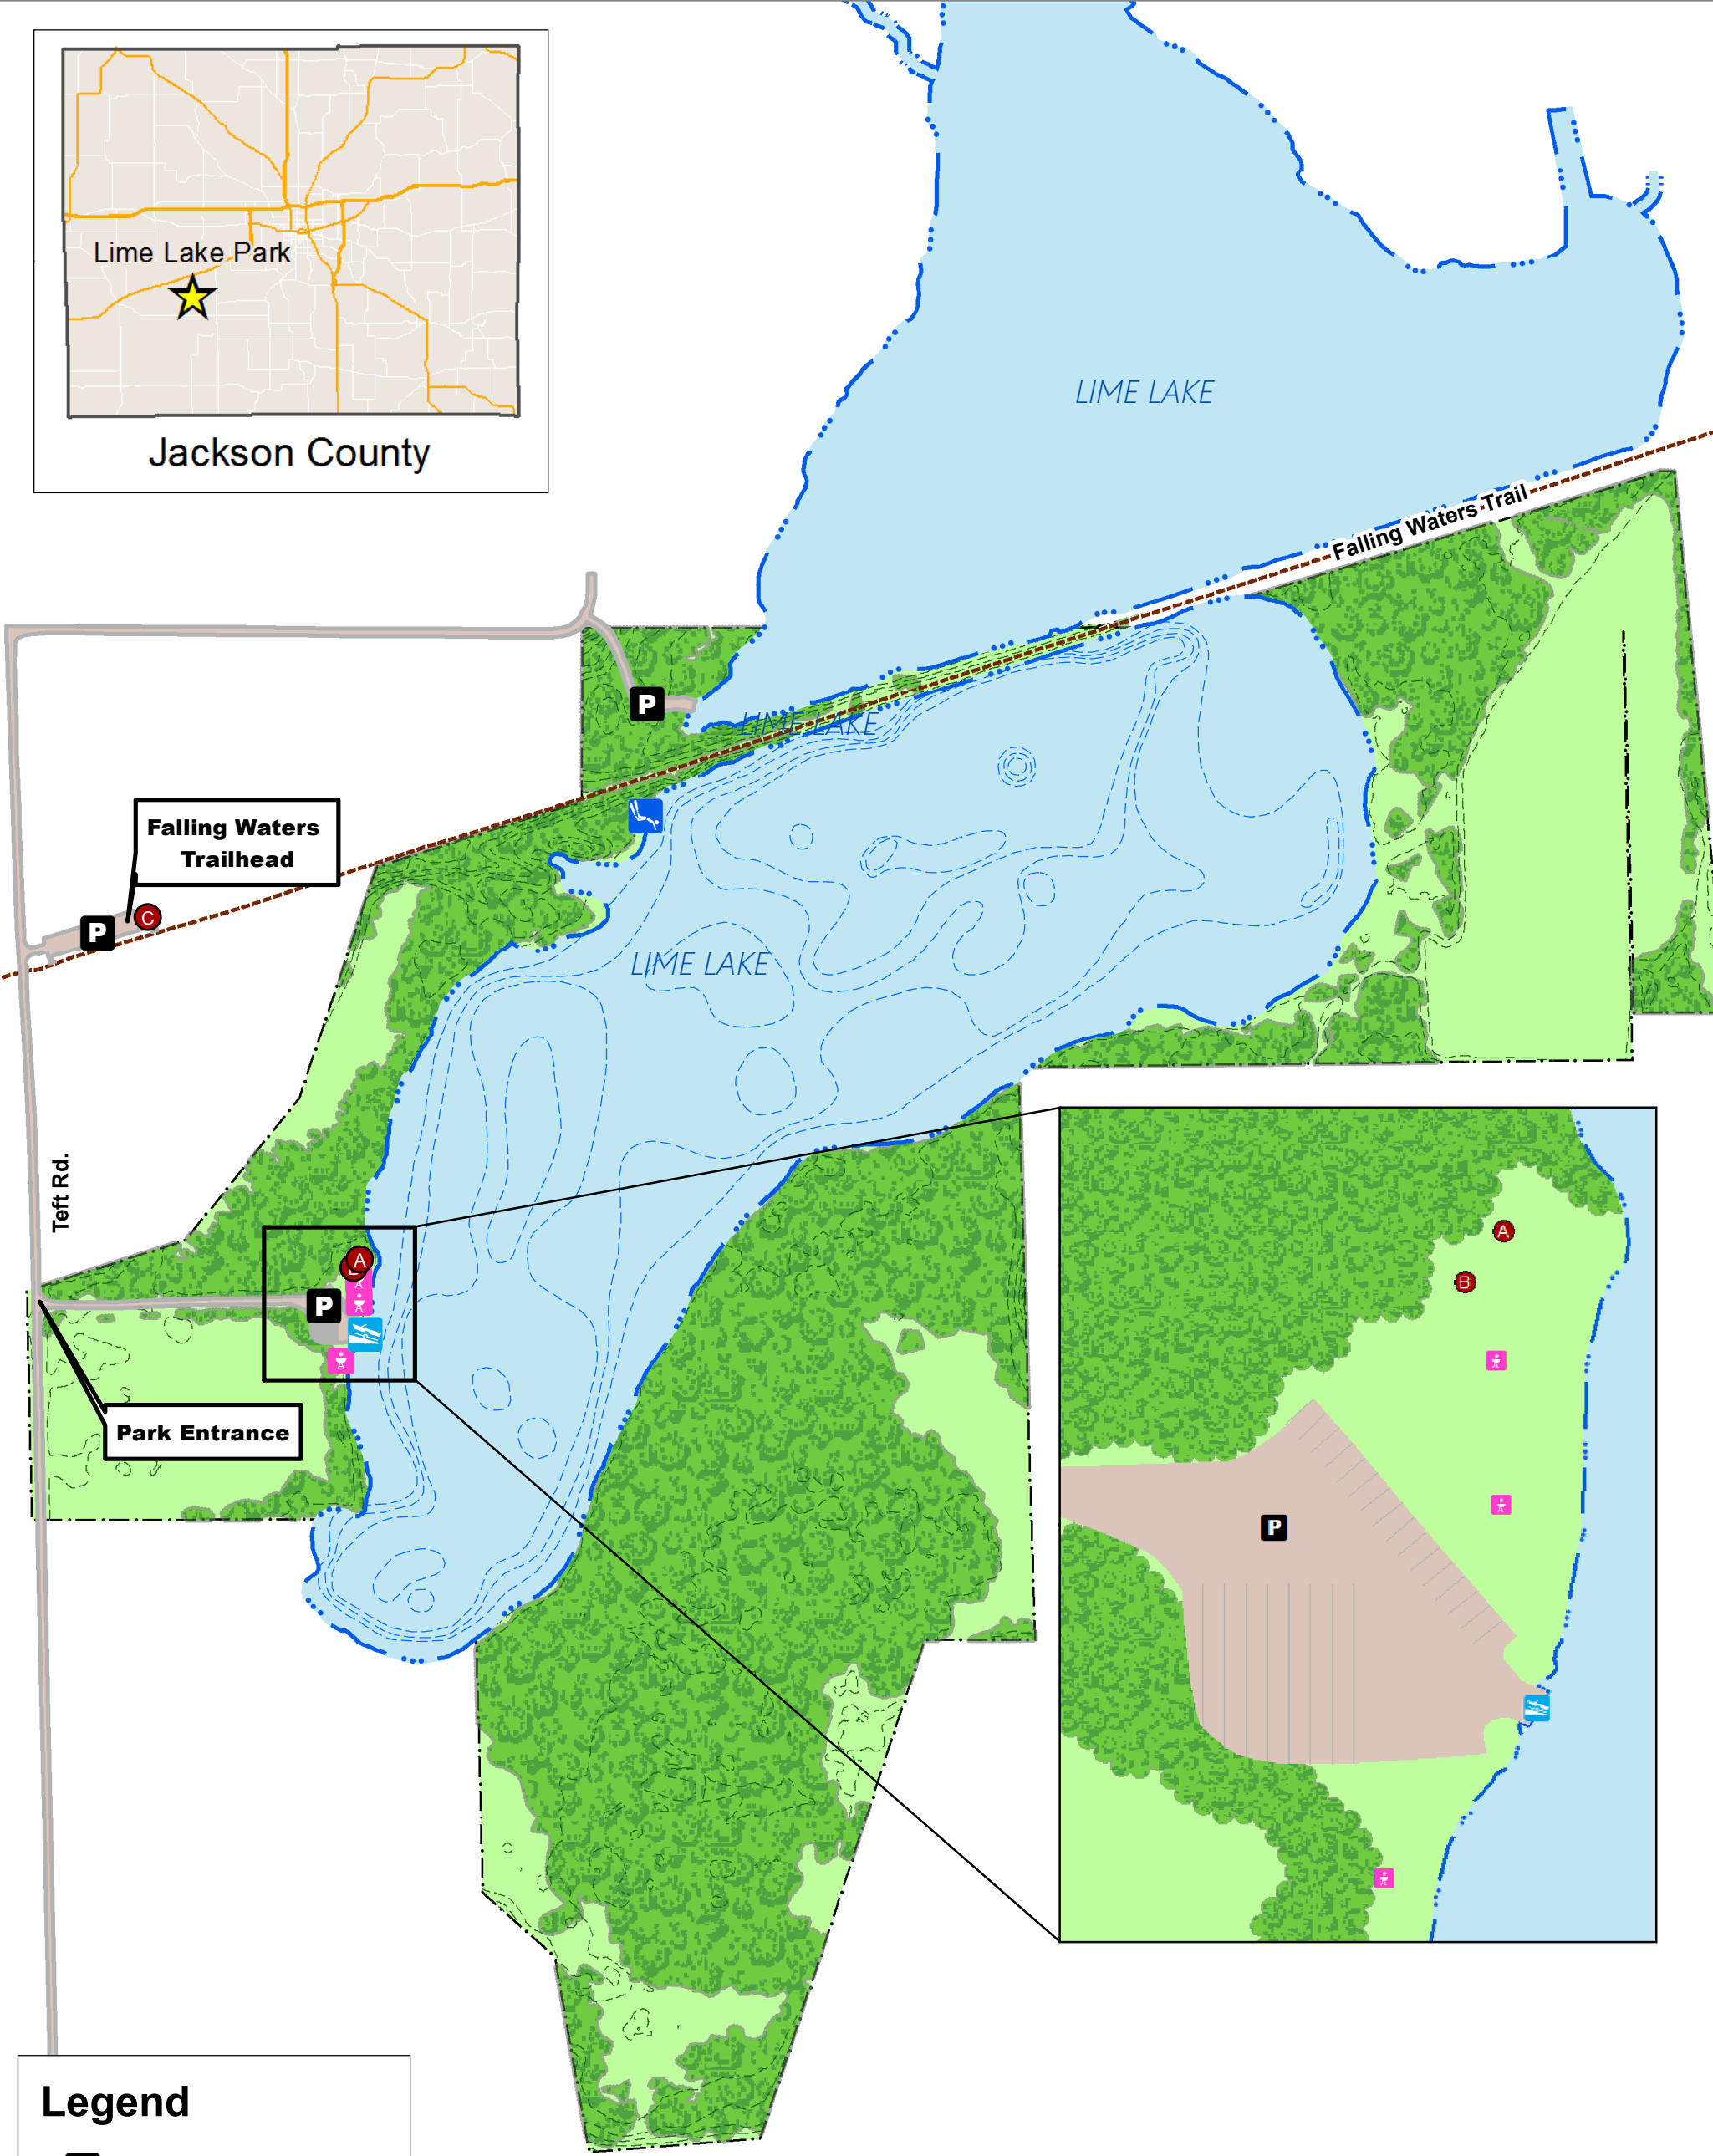 Lime Lake Park
Jackson County
LIME LAKE
Falling Waters Trail
P
LIME LAKE
Falling Waters
Trailhead
C
P
LIME LAKE
Teft Rd.
A
P
Park Entrance
A
B
P
Legend